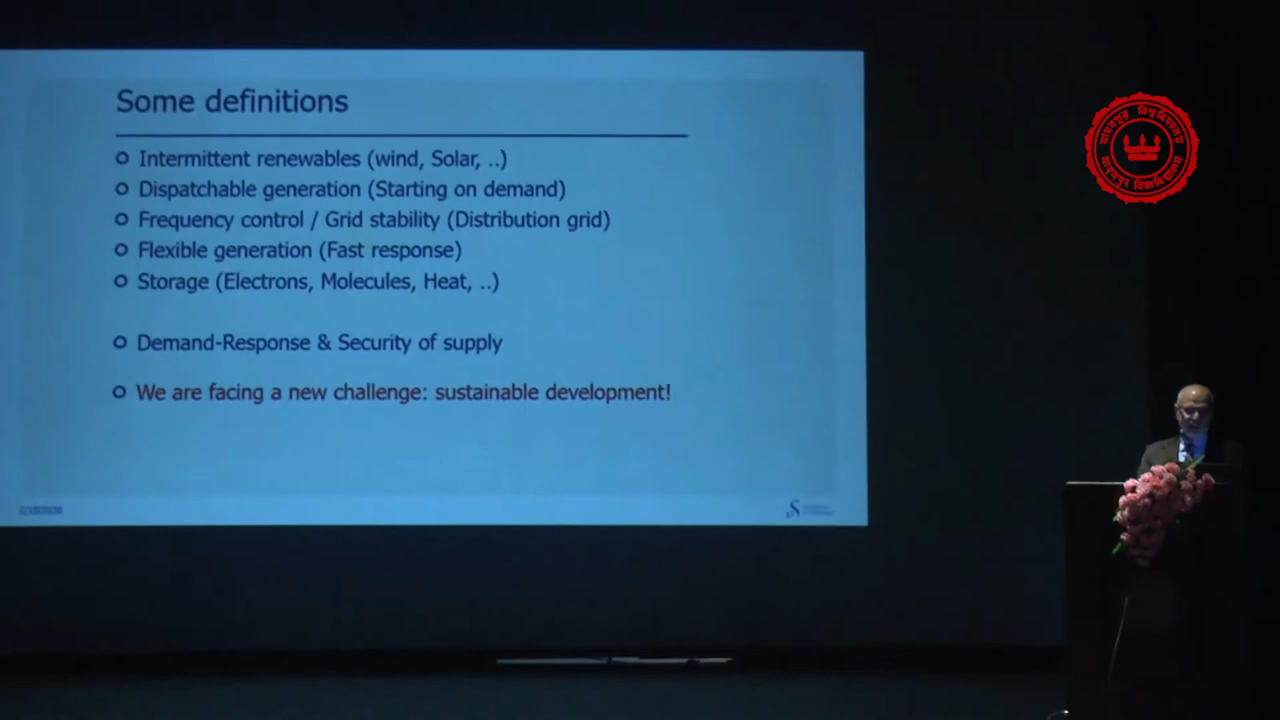 Some definitions
Intermittent renewables (wind, Solar, ..)
Dispatchable generation (Starting on demand)
Frequency control / Grid stability (Distribution grid)
Flexible generation (Fast response)
Storage (Electrons, Molecules, Heat, ..)
Demand-Response & Security of supply
We are facing a new challenge: sustainable development!